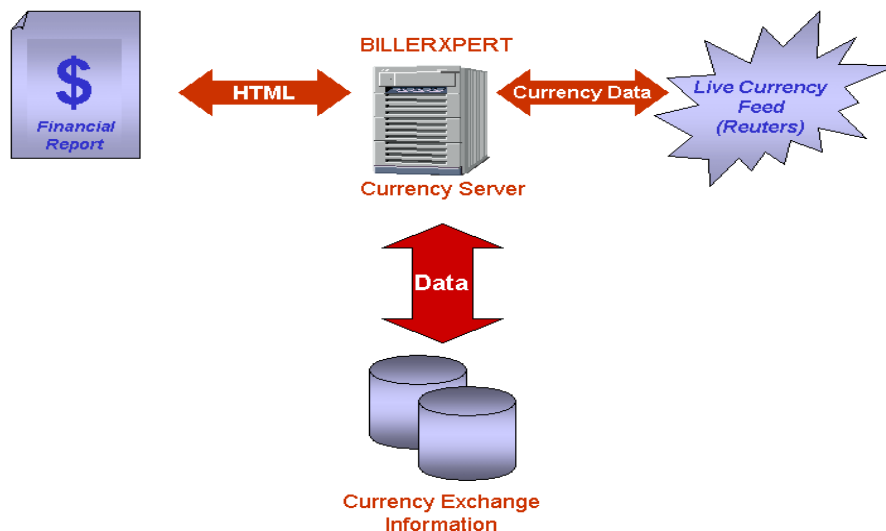 BILLERXPERT
$
Financial
Report
HTML
Currency Data
Live Currency
Feed
(Reuters)
Currency Server
Data
Currency Exchange
Information